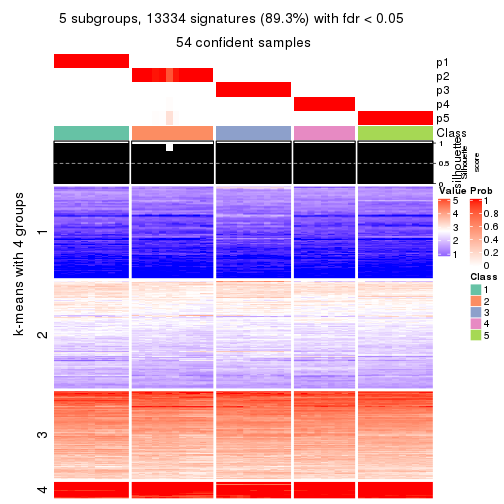 5 subgroups, 13334 signatures (89.3%) with fdr < 0.05
54 confident samples
p1
p2
p3
p4
p5
Class
1
0.5
0
silhouette
Silhouette
score
k-means with 4 groups
1
2
3
4
Value
5
4
3
2
1
Prob
1
0.8
0.6
0.4
0.2
0
Class
1
2
3
4
5